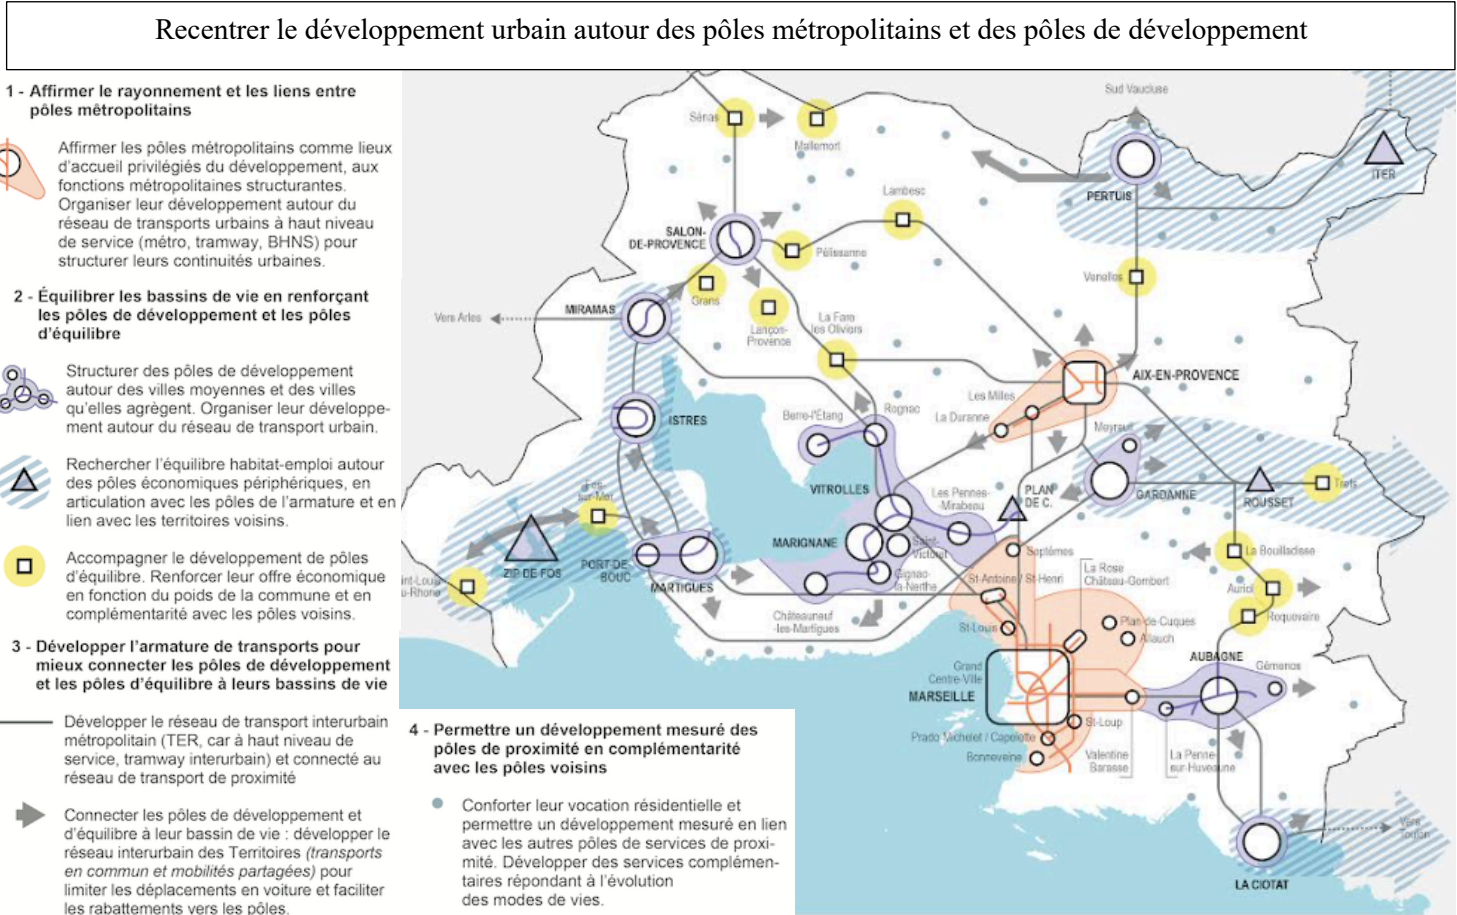 Recentrer le développement urbain autour des pôles métropolitains et des pôles de développement
1 - Affirmer le rayonnement et les liens entre
pôles métropolitains
Affirmer les pôles métropolitains comme lieux
d'accueil privilégiés du développement, aux
fonctions métropolitaines structurantes.
Organiser leur développement autour du
réseau de transports urbains à haut niveau
de service (métro, tramway, BHNS) pour
structurer leurs continuités urbaines.
2 - Équilibrer les bassins de vie en renforçant
les pôles de développement et les pôles
d'équilibre
Structurer des pôles de développement
autour des villes moyennes et des villes
qu'elles agrègent. Organiser leur développe-
ment autour du réseau de transport urbain.
Rechercher l'équilibre habitat-emploi autour
des pôles économiques périphériques, en
articulation avec les pôles de l'armature et en
lien avec les territoires voisins.
Accompagner le développement de pôles
d'équilibre. Renforcer leur offre économique
en fonction du poids de la commune et en
complémentarité avec les pôles voisins.
3 - Développer l'armature de transports pour
mieux connecter les pôles de développement
et les pôles d'équilibre à leurs bassins de vie
Développer le réseau de transport interurbain
métropolitain (TER, car à haut niveau de
service, tramway interurbain) et connecté au
réseau de transport de proximité
Connecter les pôles de développement et
d'équilibre à leur bassin de vie : développer le
réseau interurbain des Territoires (transports
en commun et mobilités partagées) pour
limiter les déplacements en voiture et faciliter
les rabattements vers les pôles.
4 - Permettre un développement mesuré des
pôles de proximité en complémentarité
avec les pôles voisins
Conforter leur vocation résidentielle et
permettre un développement mesuré en lien
avec les autres pôles de services de proxi-
mité. Développer des services complémen-
taires répondant à l'évolution
des modes de vies.
Sud Vaucluse
Sénas
Mallemort
ITER
PERTUIS
Lambesc
SALON-
DE-PROVENCE
Pélissanne
Venelles
Grans
MIRAMAS
Vers Arles
Lançon-
Provence
La Fare
les Oliviers
AIX-EN-PROVENCE
Les Milles
La Duranne
Berre-l'Étang
Rognac
ISTRES
Meyreuil
VITROLLES
Les Pennes-
Mirabeau
PLAN
DE C.
GARDANNE
ROUSSET
Trets
Fos-
sur-Mer
MARIGNANE
Saint-
Victoret
Septèmes
La Bouilladisse
ZIP DE FOS
PORT-DE-
BOUC
MARTIGUES
Gignac-
la-Nerthe
St-Antoine / St-Henri
La Rose
Château-Gombert
int-Louis
u-Rhone
Auriol
Châteauneuf
-les-Martigues
St-Louis
Plan-de-Cuques
Allauch
Roquevaire
Grand
Centre-Ville
MARSEILLE
AUBAGNE
Gémenos
St-Loup
Prado Michelet / Capelette
Bonneveine
Valentine
Barasse
La Penne-
sur-Huveaune
Vers
Toulon
LA CIOTAT